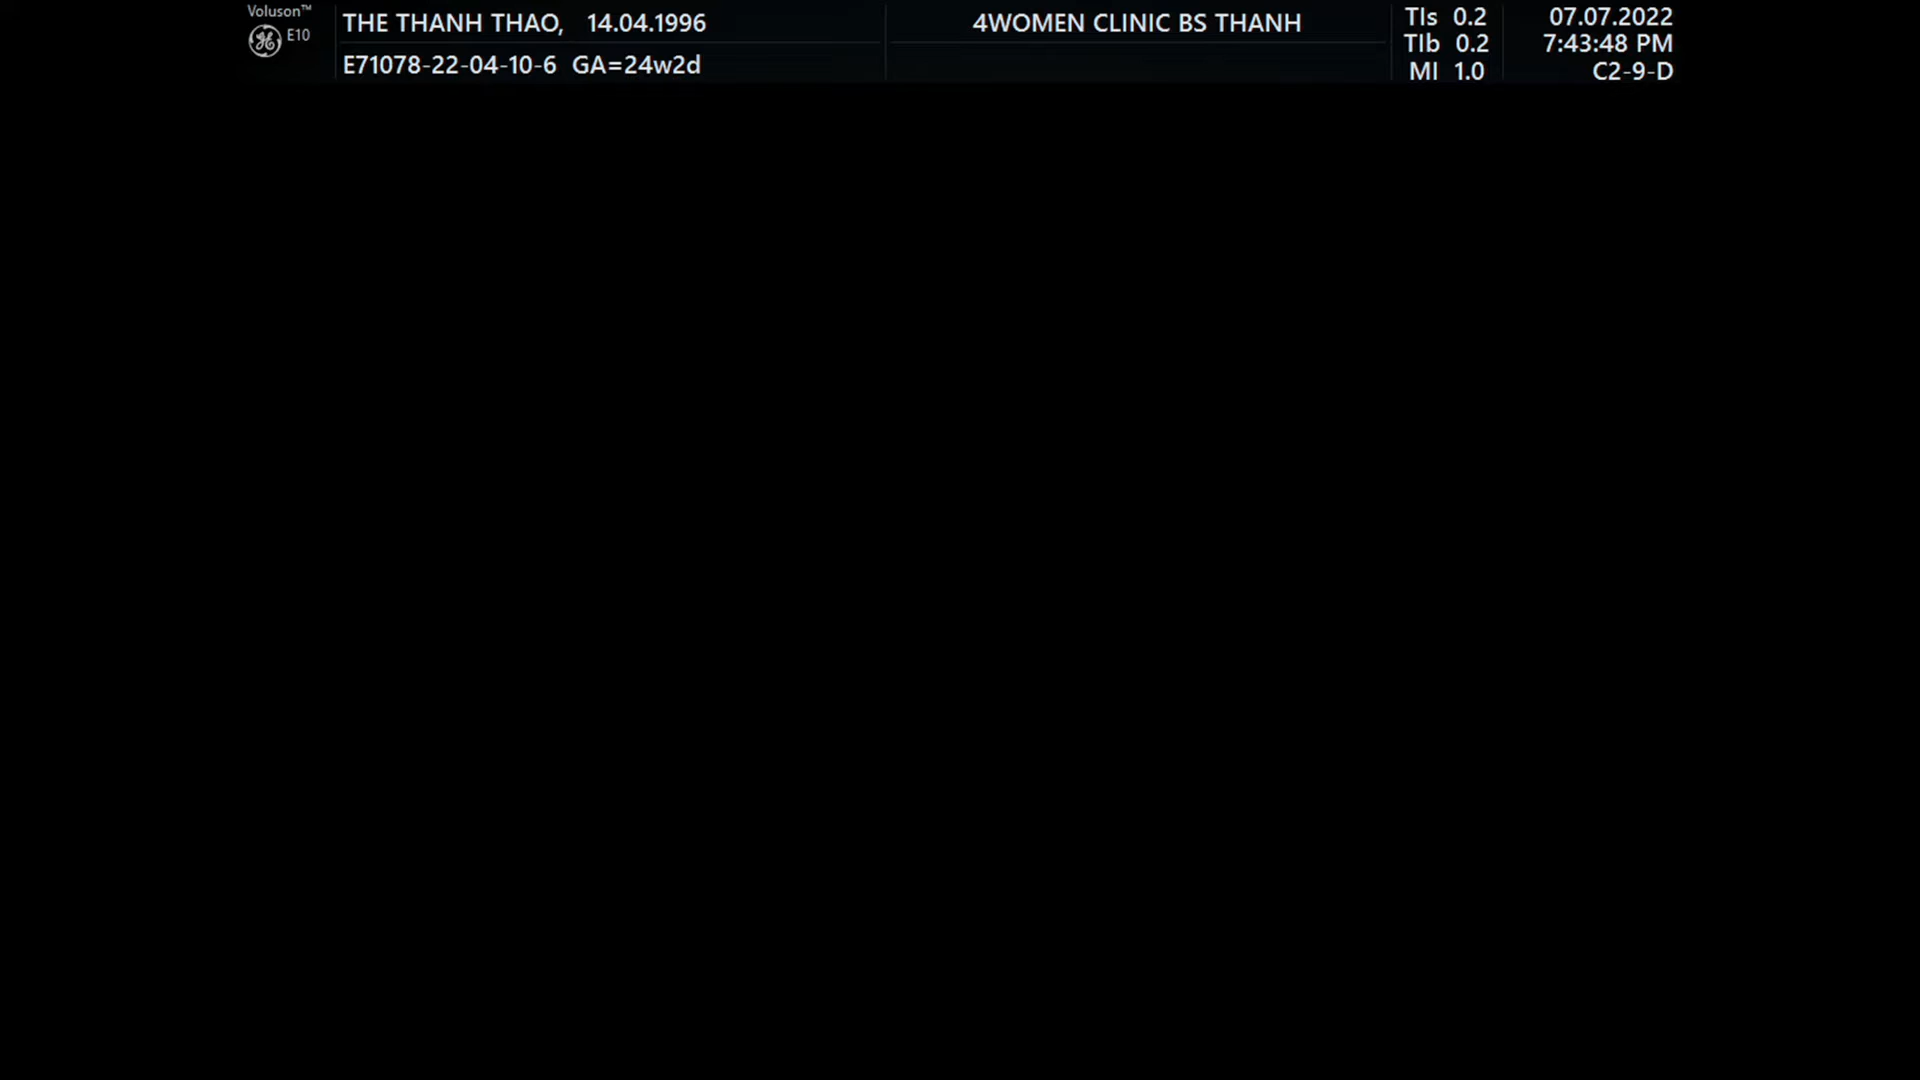 Voluson™
E10
THE THANH THAO, 14.04.1996
E71078-22-04-10-6 GA=24w2d
4WOMEN CLINIC BS THANH
TIs 0.2
TIb 0.2
MI 1.0
07.07.2022
7:43:48 PM
C2-9-D